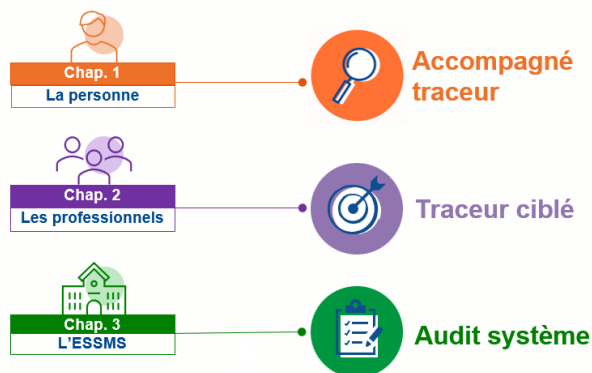 Chap. 1
La personne
Accompagné
traceur
Chap. 2
Les professionnels
Traceur ciblé
Chap. 3
L'ESSMS
Audit système